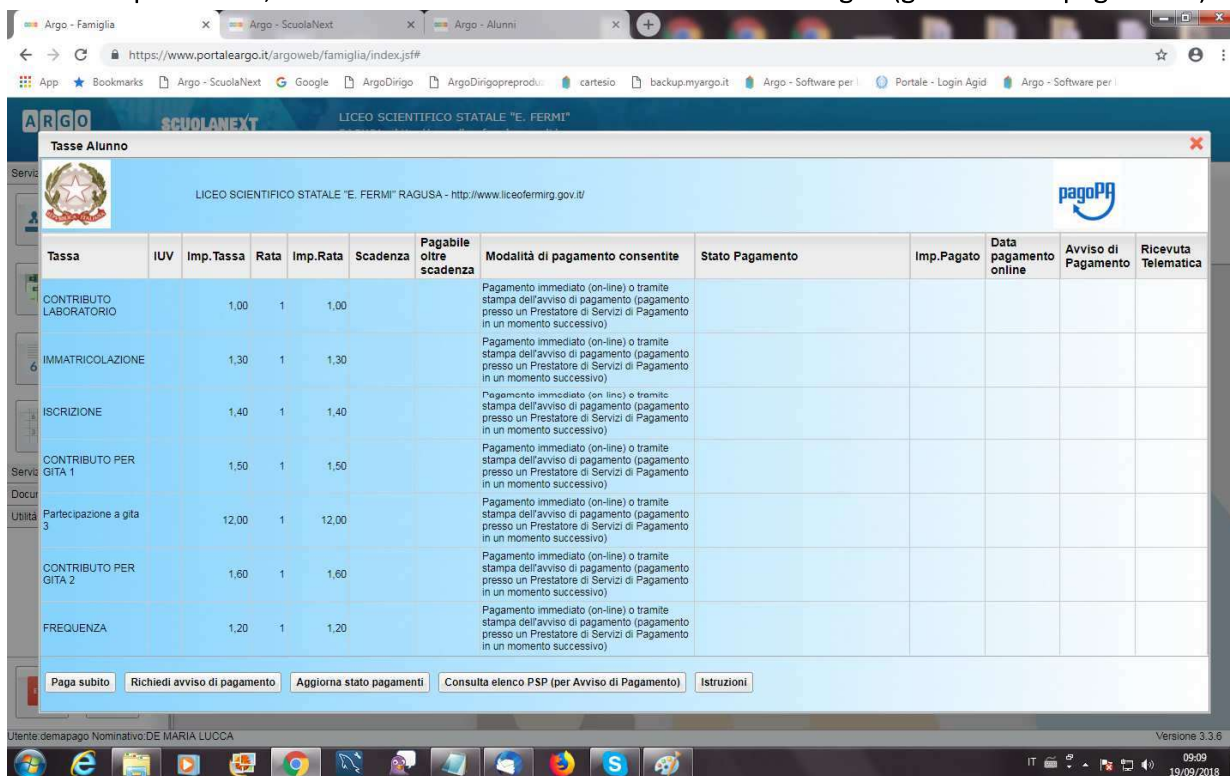 Argo - Famiglia
Argo - ScuolaNext
Argo - Alunni
https://www.portaleargo.it/argoweb/famiglia/index.jsf#
App Bookmarks Argo - ScuolaNext Google ArgoDirigo ArgoDirigopreprodu cartesio backup.myargo.it Argo - Software per Portale - Login Agid Argo - Software per
ARGO SCUOLANEXT LICEO SCIENTIFICO STATALE "E. FERMI"
Tasse Alunno
LICEO SCIENTIFICO STATALE "E. FERMI" RAGUSA - http://www.liceofermirg.gov.it/
pagoPA
Tassa IUV Imp.Tassa Rata Imp.Rata Scadenza Pagabile oltre scadenza Modalità di pagamento consentite Stato Pagamento Imp.Pagato Data pagamento online Avviso di Pagamento Ricevuta Telematica
CONTRIBUTO LABORATORIO 1,00 1 1,00
Pagamento immediato (on-line) o tramite
stampa dell'avviso di pagamento (pagamento
presso un Prestatore di Servizi di Pagamento
in un momento successivo)
IMMATRICOLAZIONE 1,30 1 1,30
Pagamento immediato (on-line) o tramite
stampa dell'avviso di pagamento (pagamento
presso un Prestatore di Servizi di Pagamento
in un momento successivo)
ISCRIZIONE 1,40 1 1,40
Pagamento immediato (on-line) o tramite
stampa dell'avviso di pagamento (pagamento
presso un Prestatore di Servizi di Pagamento
in un momento successivo)
CONTRIBUTO PER GITA 1 1,50 1 1,50
Pagamento immediato (on-line) o tramite
stampa dell'avviso di pagamento (pagamento
presso un Prestatore di Servizi di Pagamento
in un momento successivo)
Partecipazione a gita 3 12,00 1 12,00
Pagamento immediato (on-line) o tramite
stampa dell'avviso di pagamento (pagamento
presso un Prestatore di Servizi di Pagamento
in un momento successivo)
CONTRIBUTO PER GITA 2 1,60 1 1,60
Pagamento immediato (on-line) o tramite
stampa dell'avviso di pagamento (pagamento
presso un Prestatore di Servizi di Pagamento
in un momento successivo)
FREQUENZA 1,20 1 1,20
Pagamento immediato (on-line) o tramite
stampa dell'avviso di pagamento (pagamento
presso un Prestatore di Servizi di Pagamento
in un momento successivo)
Serviz
Serviz
Docur
Utilità
Paga subito Richiedi avviso di pagamento Aggiorna stato pagamenti Consulta elenco PSP (per Avviso di Pagamento) Istruzioni
Utente:demapago Nominativo:DE MARIA LUCCA Versione 3.3.6
IT 09:09
19/09/2018